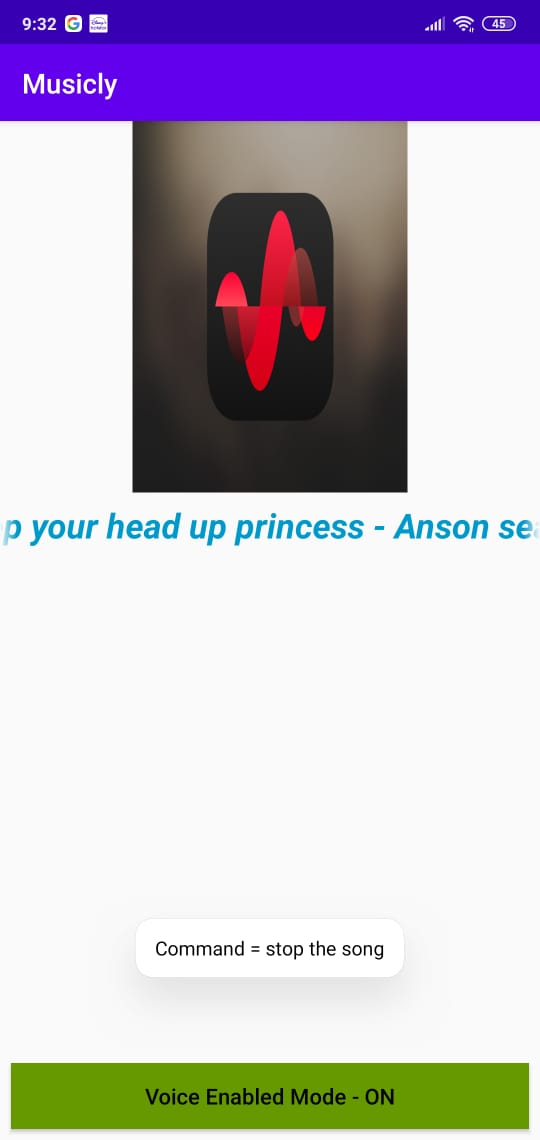 9:32
45
Musicly
p your head up princess - Anson sea
Command = stop the song
Voice Enabled Mode - ON